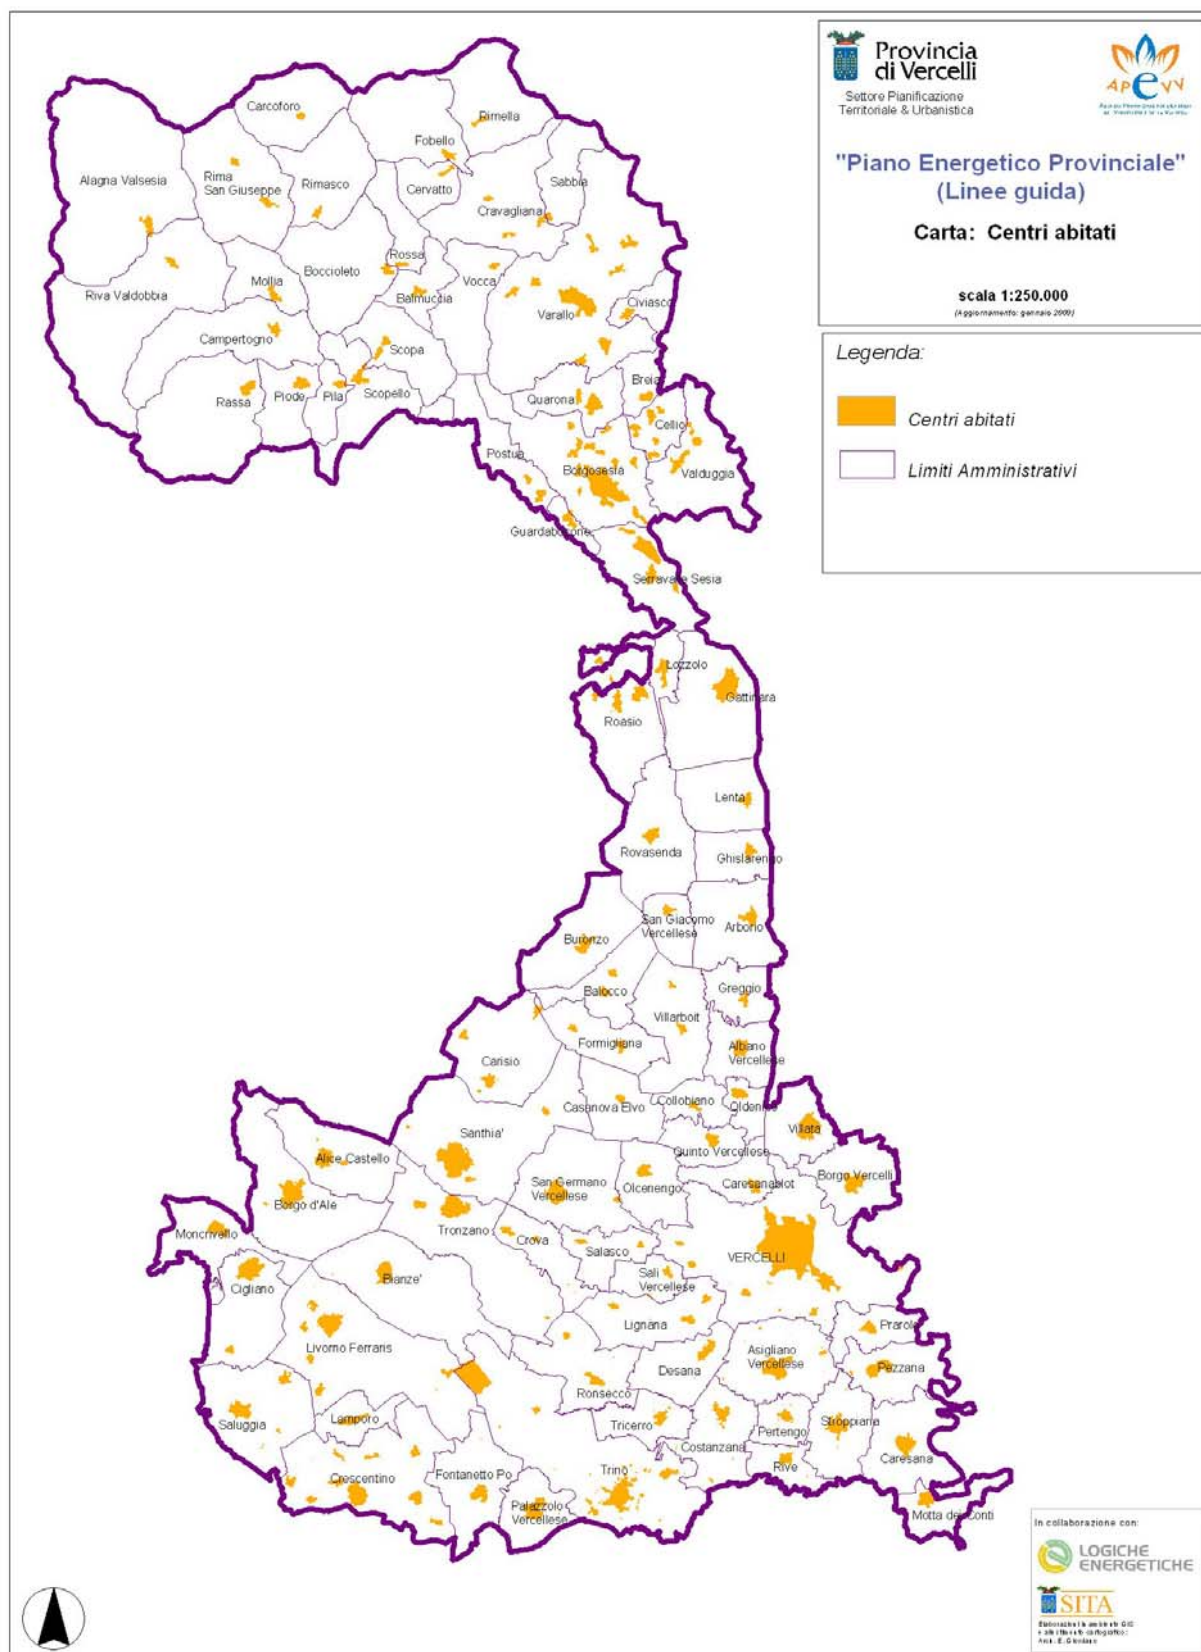 Provincia
di Vercelli
Settore Pianificazione
Territoriale & Urbanistica
APEVV
"Piano Energetico Provinciale"
(Linee guida)
Carta: Centri abitati
scala 1:250.000
(Aggiornamento: gennaio 2009)
Legenda:
Centri abitati
Limiti Amministrativi
Carcoforo
Rimella
Fobello
Alagna Valsesia
Rima
San Giuseppe
Rimasco
Cervatto
Sabbia
Cravagliana
Rossa
Boccioleto
Mollia
Vocca
Riva Valdobbia
Balmuccia
Varallo
Civiasco
Campertogno
Scopa
Breia
Rassa
Piode
Pila
Scopello
Quarona
Cellio
Postua
Borgosesia
Valduggia
Guardabosone
Serravalle Sesia
Lozzolo
Gattinara
Roasio
Lenta
Rovasenda
Ghislarengo
San Giacomo
Vercellese
Arborio
Buronzo
Balocco
Greggio
Villarboit
Formigliana
Albano
Vercellese
Carisio
Casanova Elvo
Collobiano
Oldenico
Santhia'
Villata
Quinto Vercellese
Alice Castello
San Germano
Vercellese
Olcenengo
Caresanablot
Borgo Vercelli
Borgo d'Ale
Moncrivello
Tronzano
Crova
Salasco
VERCELLI
Cigliano
Bianze'
Sali
Vercellese
Livorno Ferraris
Lignana
Prarolo
Asigliano
Vercellese
Desana
Pezzana
Ronsecco
Saluggia
Lamporo
Tricerro
Pertengo
Stroppiana
Costanzana
Caresana
Crescentino
Fontanetto Po
Trino
Rive
Palazzolo
Vercellese
Motta dei Conti
In collaborazione con:
LOGICHE
ENERGETICHE
SITA